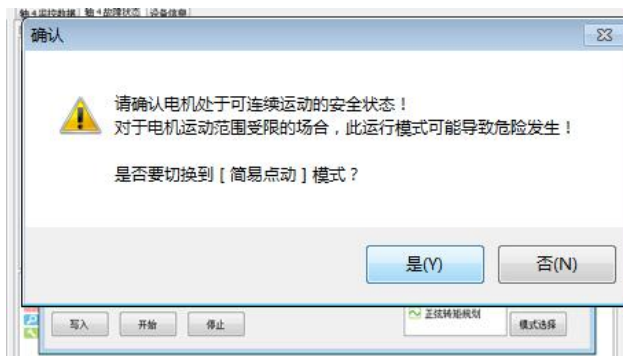 轴4监控数据 轴4故障状态 设备信息
确认
请确认电机处于可连续运动的安全状态！
对于电机运动范围受限的场合，此运行模式可能导致危险发生！
是否要切换到[简易点动]模式？
是(Y) 否(N)
正弦转矩规划
写入 开始 停止 模式选择